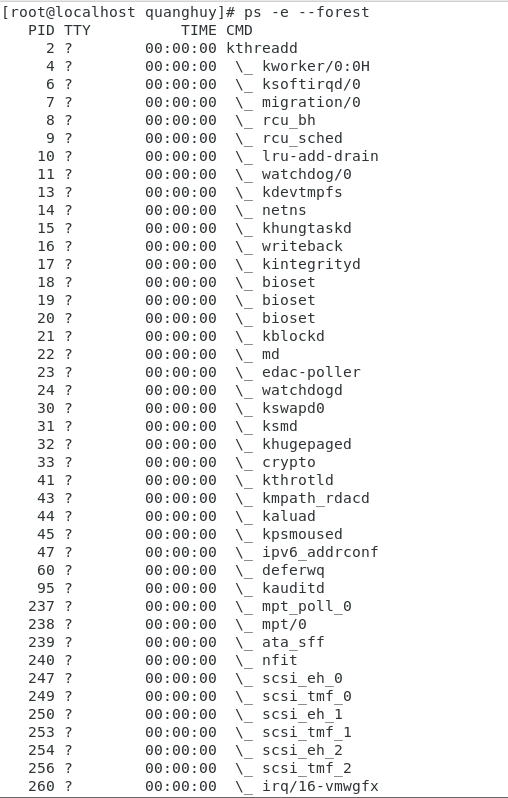 [root@localhost quanghuy]# ps -e --forest
   PID TTY          TIME CMD
     2 ?        00:00:00 kthreadd
     4 ?        00:00:00  \_ kworker/0:0H
     6 ?        00:00:00  \_ ksoftirqd/0
     7 ?        00:00:00  \_ migration/0
     8 ?        00:00:00  \_ rcu_bh
     9 ?        00:00:00  \_ rcu_sched
    10 ?        00:00:00  \_ lru-add-drain
    11 ?        00:00:00  \_ watchdog/0
    13 ?        00:00:00  \_ kdevtmpfs
    14 ?        00:00:00  \_ netns
    15 ?        00:00:00  \_ khungtaskd
    16 ?        00:00:00  \_ writeback
    17 ?        00:00:00  \_ kintegrityd
    18 ?        00:00:00  \_ bioset
    19 ?        00:00:00  \_ bioset
    20 ?        00:00:00  \_ bioset
    21 ?        00:00:00  \_ kblockd
    22 ?        00:00:00  \_ md
    23 ?        00:00:00  \_ edac-poller
    24 ?        00:00:00  \_ watchdogd
    30 ?        00:00:00  \_ kswapd0
    31 ?        00:00:00  \_ ksmd
    32 ?        00:00:00  \_ khugepaged
    33 ?        00:00:00  \_ crypto
    41 ?        00:00:00  \_ kthrotld
    43 ?        00:00:00  \_ kmpath_rdacd
    44 ?        00:00:00  \_ kaluad
    45 ?        00:00:00  \_ kpsmoused
    47 ?        00:00:00  \_ ipv6_addrconf
    60 ?        00:00:00  \_ deferwq
    95 ?        00:00:00  \_ kauditd
   237 ?        00:00:00  \_ mpt_poll_0
   238 ?        00:00:00  \_ mpt/0
   239 ?        00:00:00  \_ ata_sff
   240 ?        00:00:00  \_ nfit
   247 ?        00:00:00  \_ scsi_eh_0
   249 ?        00:00:00  \_ scsi_tmf_0
   250 ?        00:00:00  \_ scsi_eh_1
   253 ?        00:00:00  \_ scsi_tmf_1
   254 ?        00:00:00  \_ scsi_eh_2
   256 ?        00:00:00  \_ scsi_tmf_2
   260 ?        00:00:00  \_ irq/16-vmwgfx